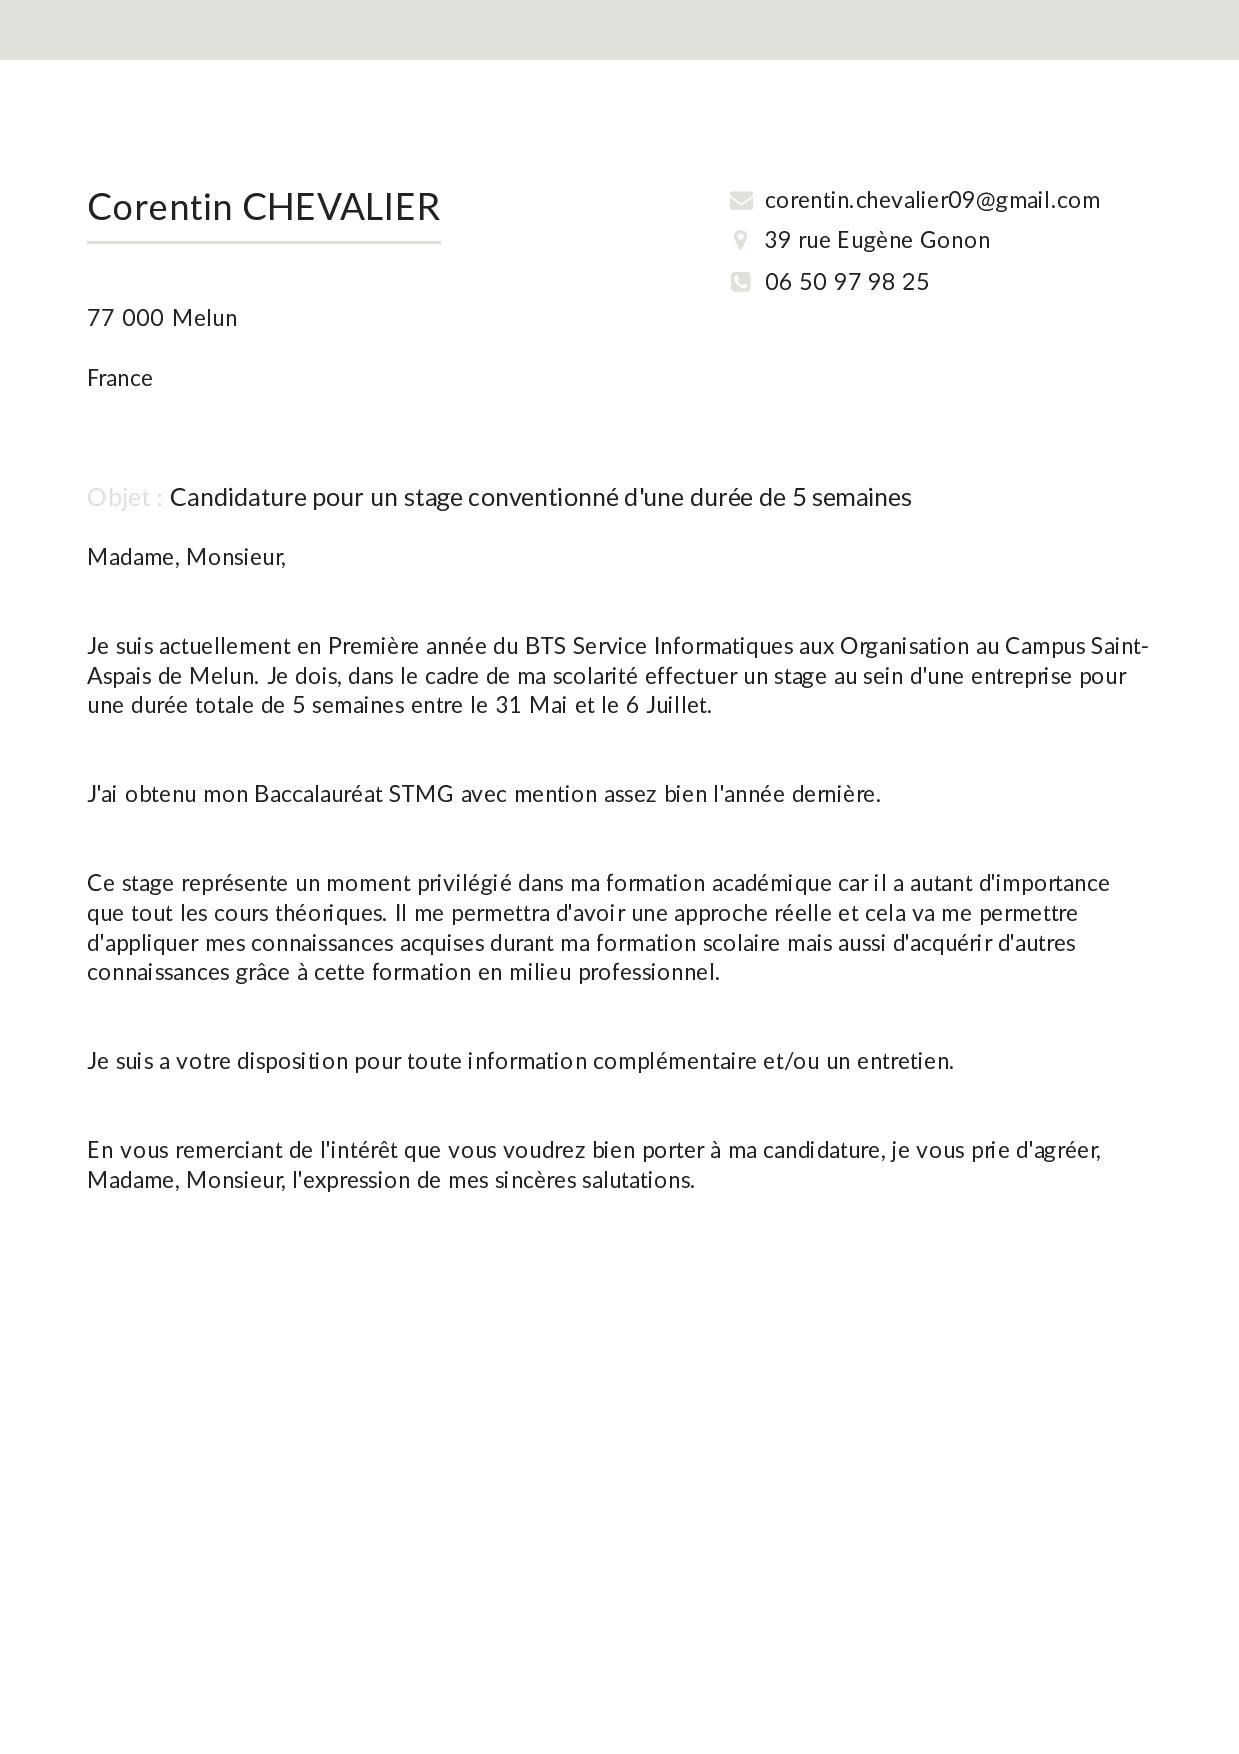 Corentin CHEVALIER
corentin.chevalier09@gmail.com
39 rue Eugène Gonon
06 50 97 98 25
77 000 Melun
France
Objet : Candidature pour un stage conventionné d'une durée de 5 semaines
Madame, Monsieur,
Je suis actuellement en Première année du BTS Service Informatiques aux Organisation au Campus Saint-
Aspais de Melun. Je dois, dans le cadre de ma scolarité effectuer un stage au sein d'une entreprise pour
une durée totale de 5 semaines entre le 31 Mai et le 6 Juillet.
J'ai obtenu mon Baccalauréat STMG avec mention assez bien l'année dernière.
Ce stage représente un moment privilégié dans ma formation académique car il a autant d'importance
que tout les cours théoriques. Il me permettra d'avoir une approche réelle et cela va me permettre
d'appliquer mes connaissances acquises durant ma formation scolaire mais aussi d'acquérir d'autres
connaissances grâce à cette formation en milieu professionnel.
Je suis a votre disposition pour toute information complémentaire et/ou un entretien.
En vous remerciant de l'intérêt que vous voudrez bien porter à ma candidature, je vous prie d'agréer,
Madame, Monsieur, l'expression de mes sincères salutations.